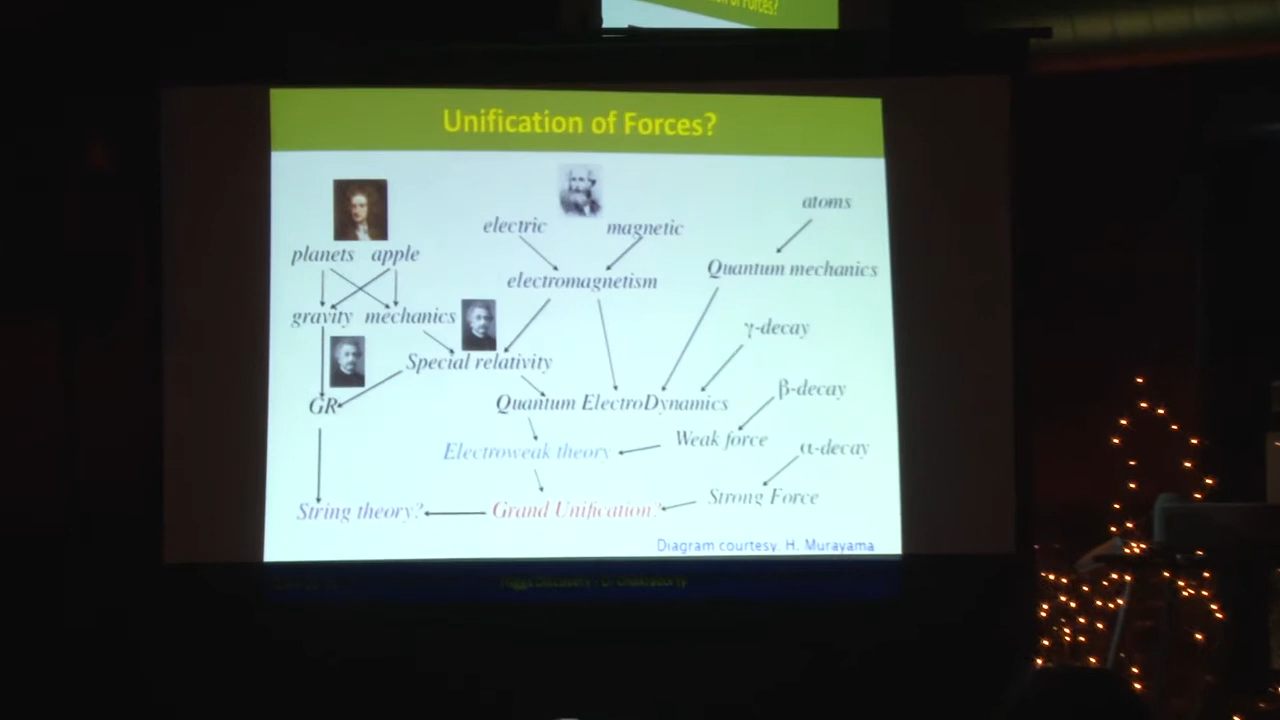 Unification of Forces?
atoms
electric magnetic
planets apple
electromagnetism
Quantum mechanics
gravity mechanics
γ-decay
Special relativity
β-decay
GR
Quantum ElectroDynamics
Weak force
Electroweak theory
α-decay
Strong Force
String theory?
Grand Unification?
Diagram courtesy H. Murayama